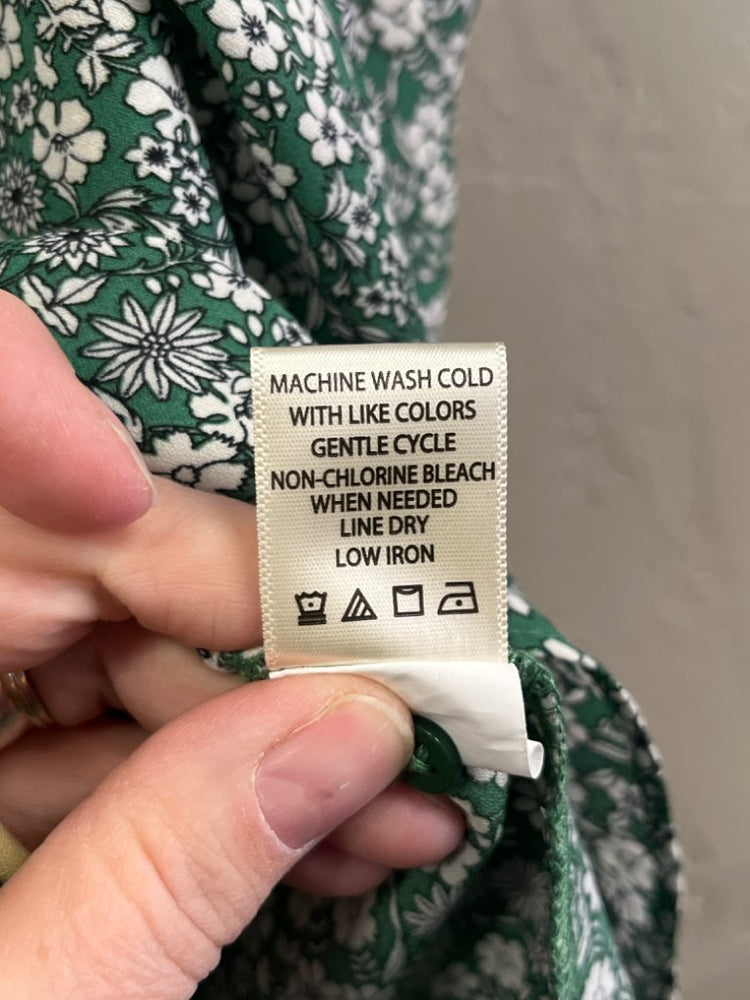 MACHINE WASH COLD
WITH LIKE COLORS
GENTLE CYCLE
NON-CHLORINE BLEACH
WHEN NEEDED
LINE DRY
LOW IRON